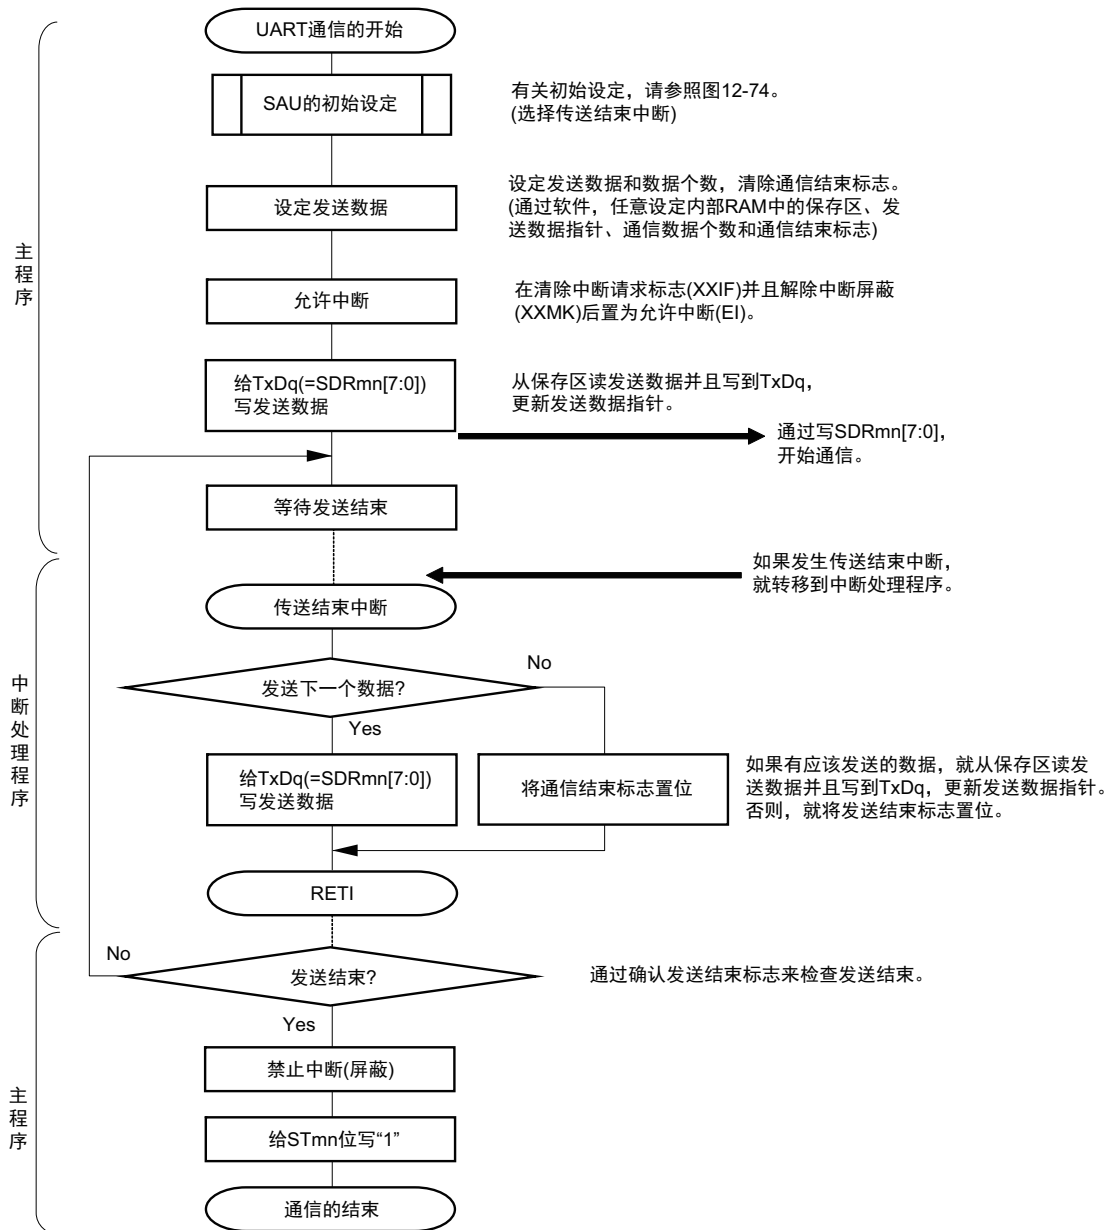 UART通信的开始
SAU的初始设定
有关初始设定，请参照图12-74。
(选择传送结束中断)
设定发送数据
设定发送数据和数据个数，清除通信结束标志。
(通过软件，任意设定内部RAM中的保存区、发
送数据指针、通信数据个数和通信结束标志)
主程序
允许中断
在清除中断请求标志(XXIF)并且解除中断屏蔽
(XXMK)后置为允许中断(EI)。
给TxDq(=SDRmn[7:0])
写发送数据
从保存区读发送数据并且写到TxDq，
更新发送数据指针。
通过写SDRmn[7:0]，
开始通信。
等待发送结束
如果发生传送结束中断，
就转移到中断处理程序。
传送结束中断
中断处理程序
发送下一个数据?
No
Yes
给TxDq(=SDRmn[7:0])
写发送数据
将通信结束标志置位
如果有应该发送的数据，就从保存区读发
送数据并且写到TxDq，更新发送数据指针。
否则，就将发送结束标志置位。
RETI
No
发送结束?
通过确认发送结束标志来检查发送结束。
Yes
主程序
禁止中断(屏蔽)
给STmn位写“1”
通信的结束